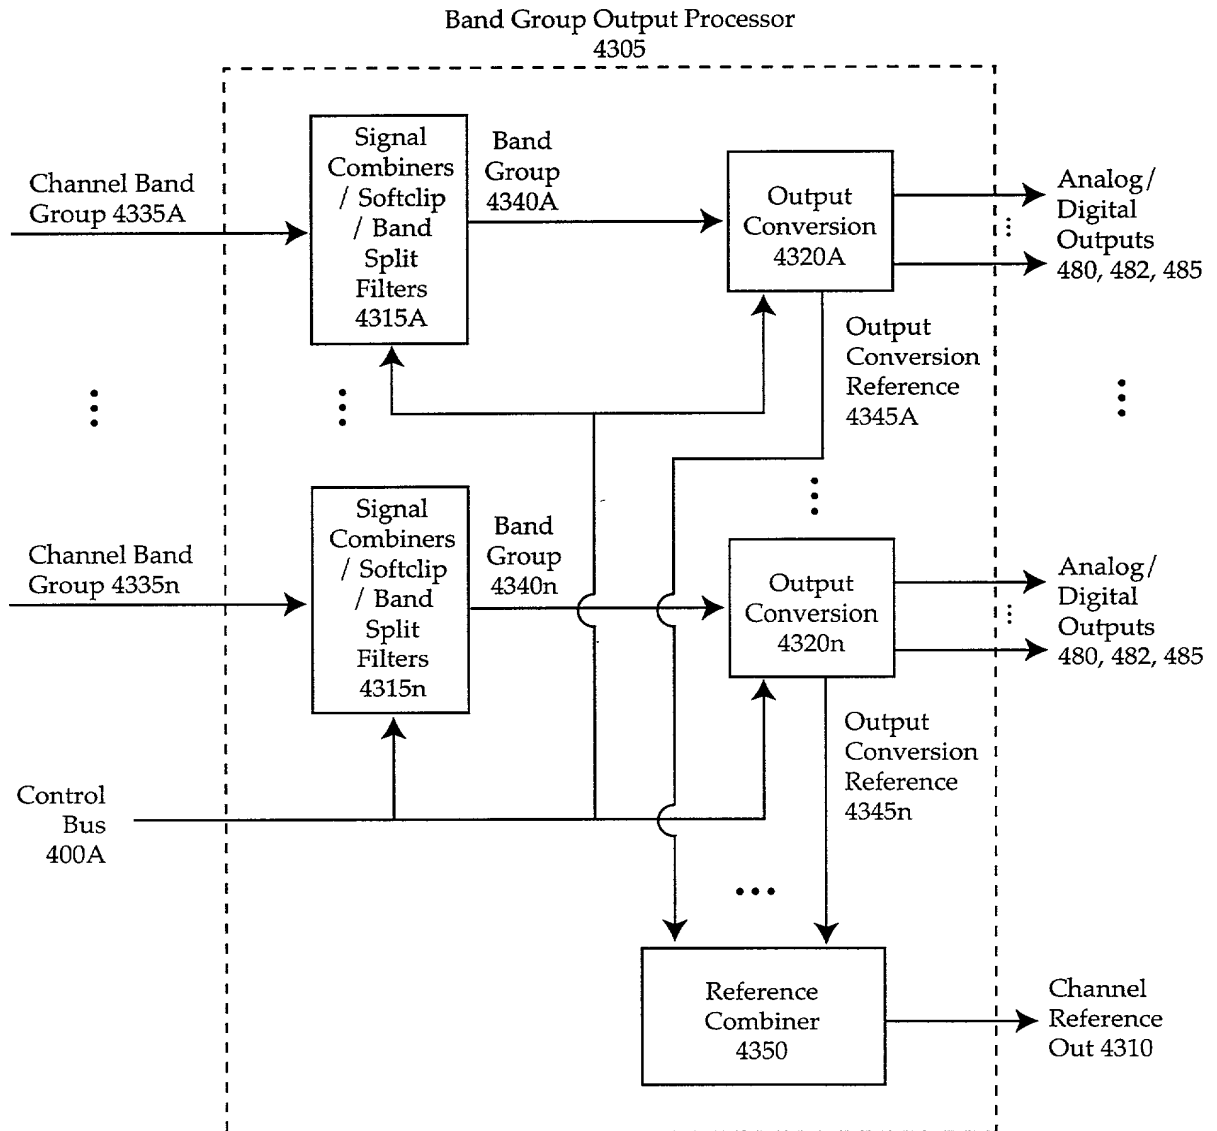 Band Group Output Processor
4305
Channel Band
Group 4335A
Signal
Combiners
/ Softclip
/ Band
Split
Filters
4315A
Band
Group
4340A
Output
Conversion
4320A
Analog/
Digital
Outputs
480, 482, 485
Output
Conversion
Reference
4345A
Channel Band
Group 4335n
Signal
Combiners
/ Softclip
/ Band
Split
Filters
4315n
Band
Group
4340n
Output
Conversion
4320n
Analog/
Digital
Outputs
480, 482, 485
Output
Conversion
Reference
4345n
Control
Bus
400A
Reference
Combiner
4350
Channel
Reference
Out 4310